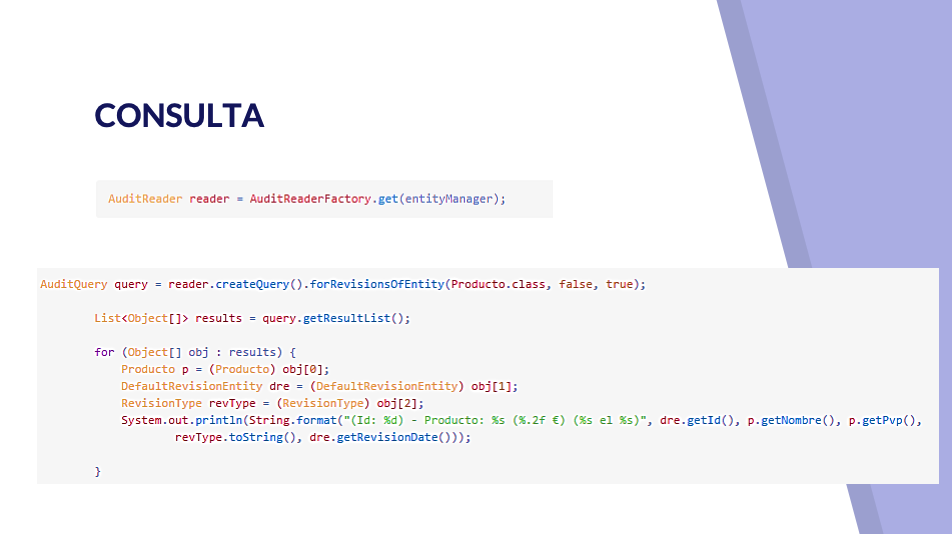 CONSULTA
AuditReader reader = AuditReaderFactory.get(entityManager);
AuditQuery query = reader.createQuery().forRevisionsOfEntity(Producto.class, false, true);
List<Object[]> results = query.getResultList();
for (Object[] obj : results) {
Producto p = (Producto) obj[0];
DefaultRevisionEntity dre = (DefaultRevisionEntity) obj[1];
RevisionType revType = (RevisionType) obj[2];
System.out.println(String.format("(Id: %d) - Producto: %s (%.2f €) (%s el %s)", dre.getId(), p.getNombre(), p.getPvp(),
revType.toString(), dre.getRevisionDate()));
}